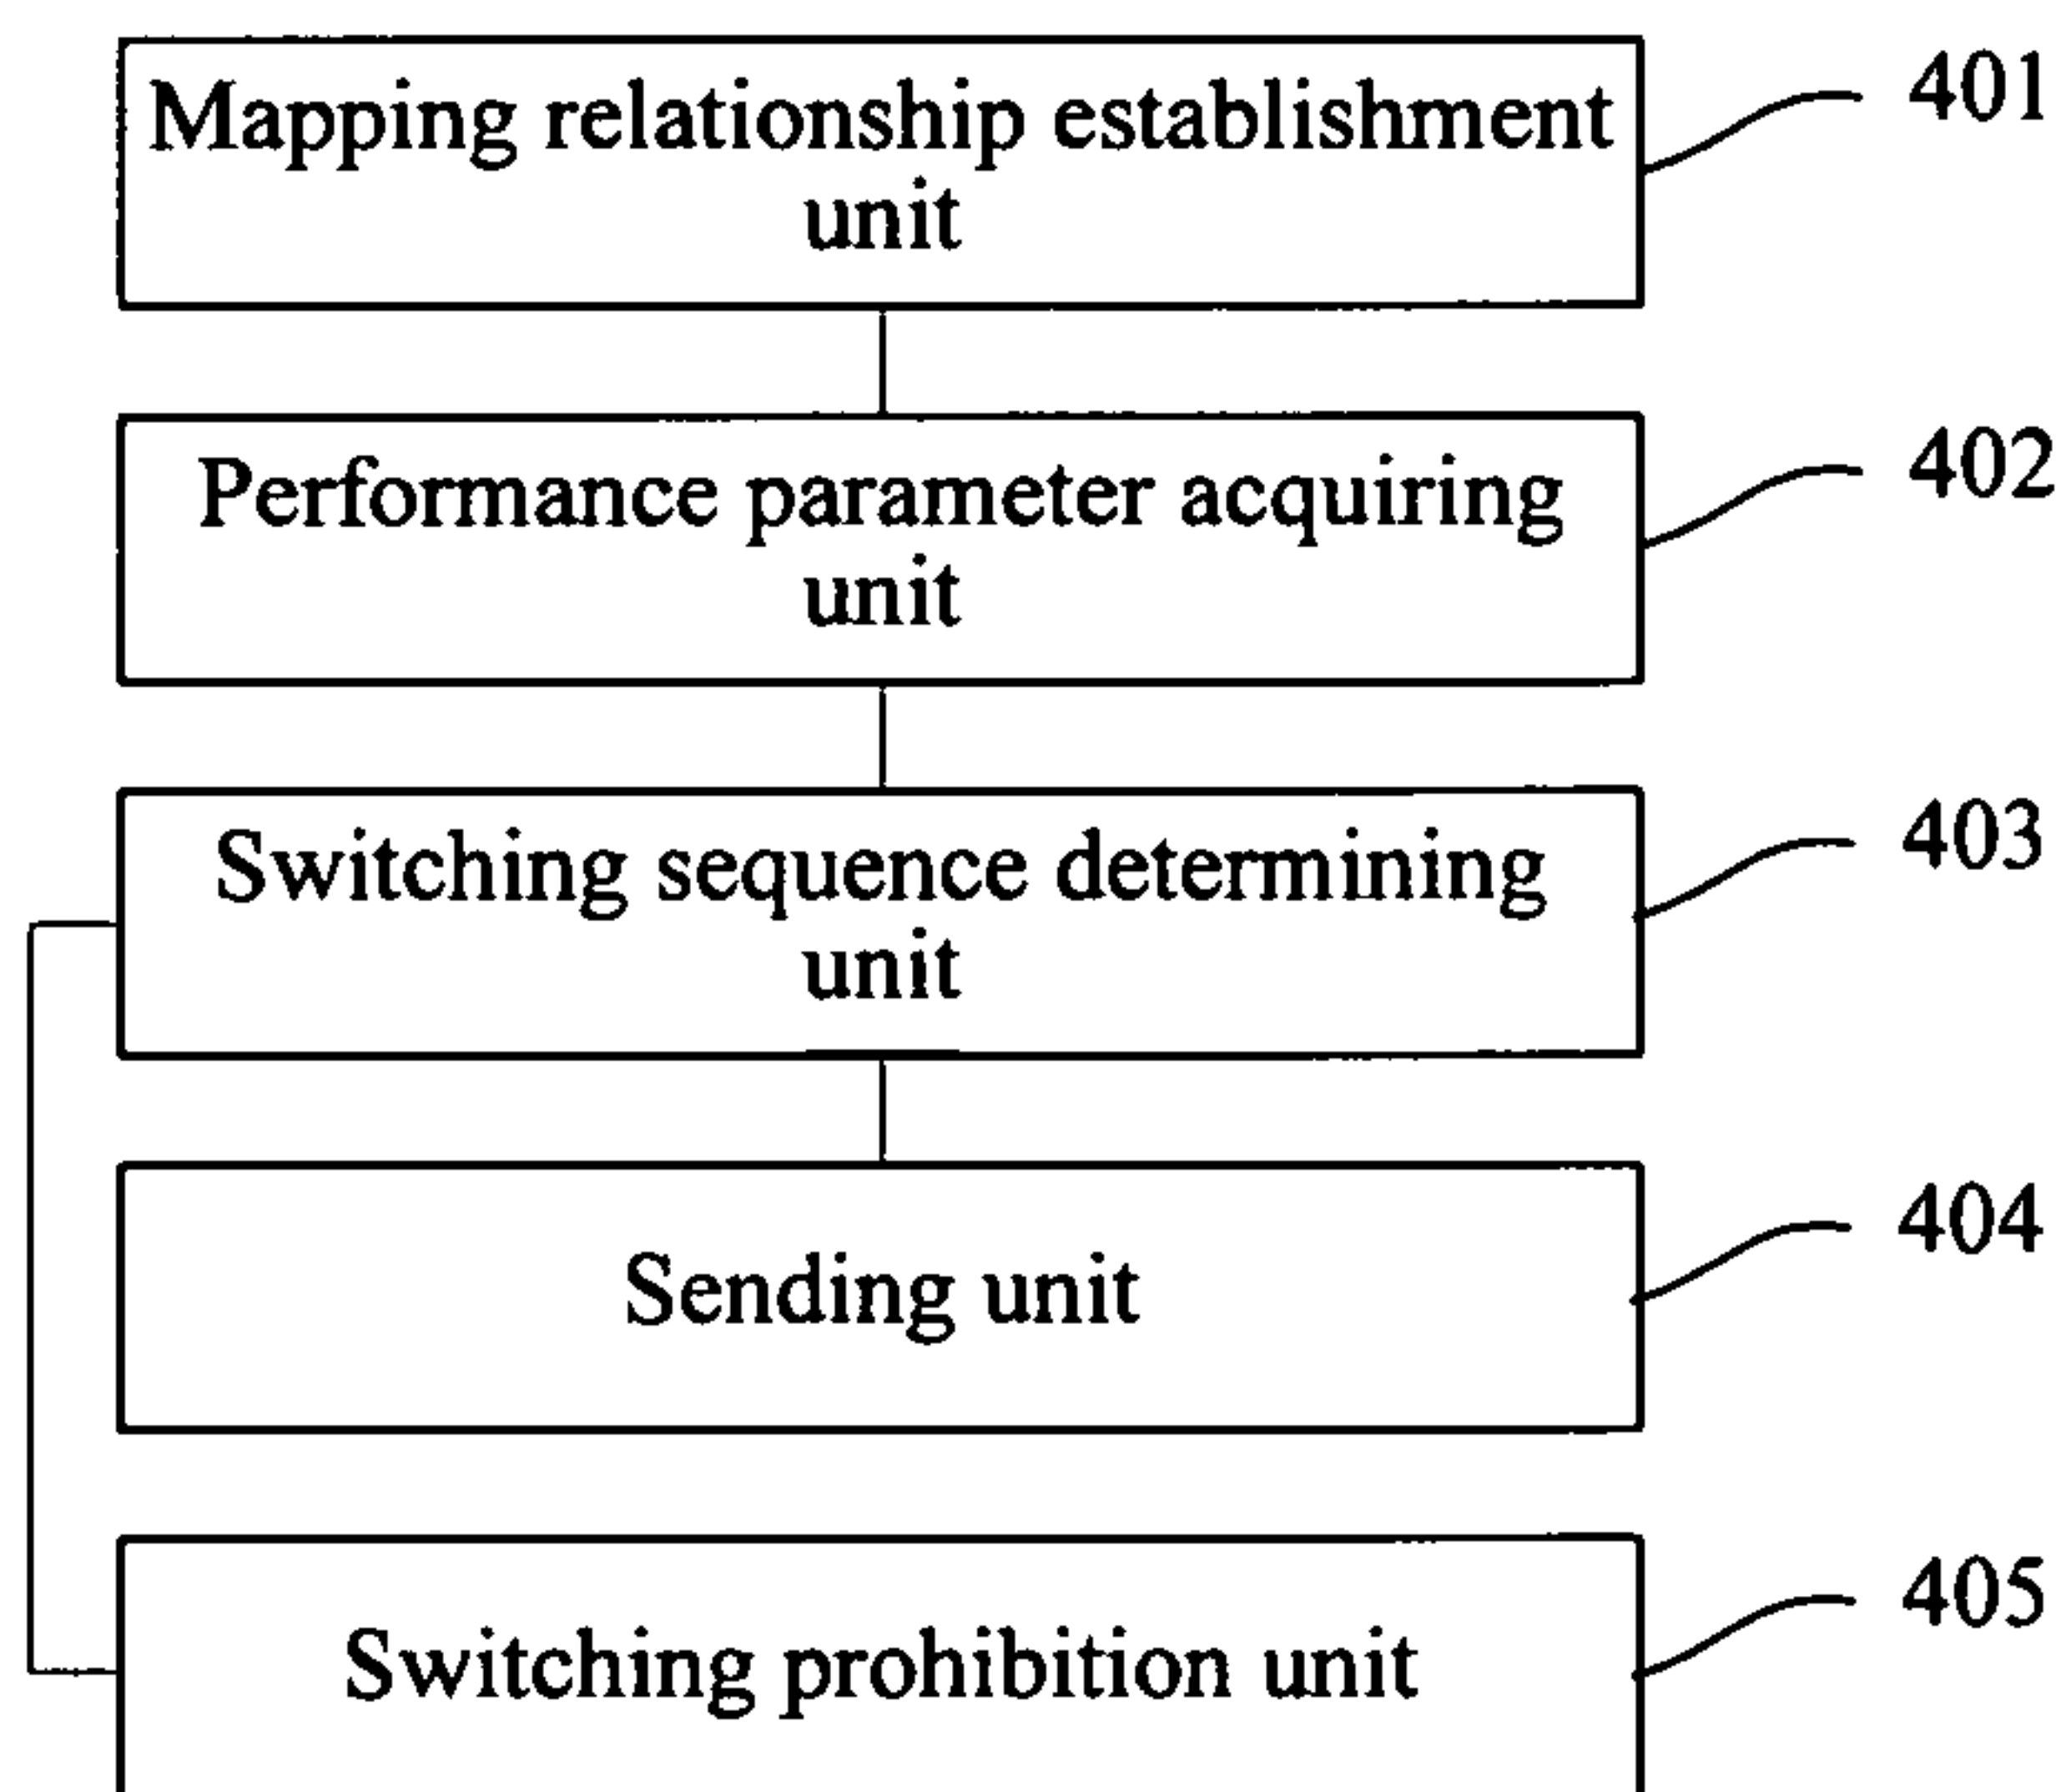 Mapping relationship establishment
unit
401
Performance parameter acquiring
unit
402
Switching sequence determining
unit
403
Sending unit
404
Switching prohibition unit
405